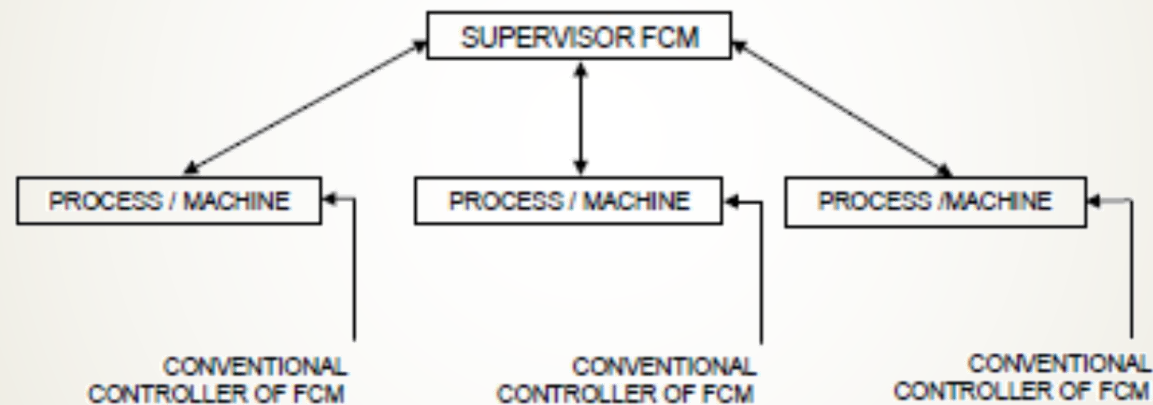 SUPERVISOR FCM
PROCESS / MACHINE
PROCESS / MACHINE
PROCESS /MACHINE
CONVENTIONAL
CONTROLLER OF FCM
CONVENTIONAL
CONTROLLER OF FCM
CONVENTIONAL
CONTROLLER OF FCM